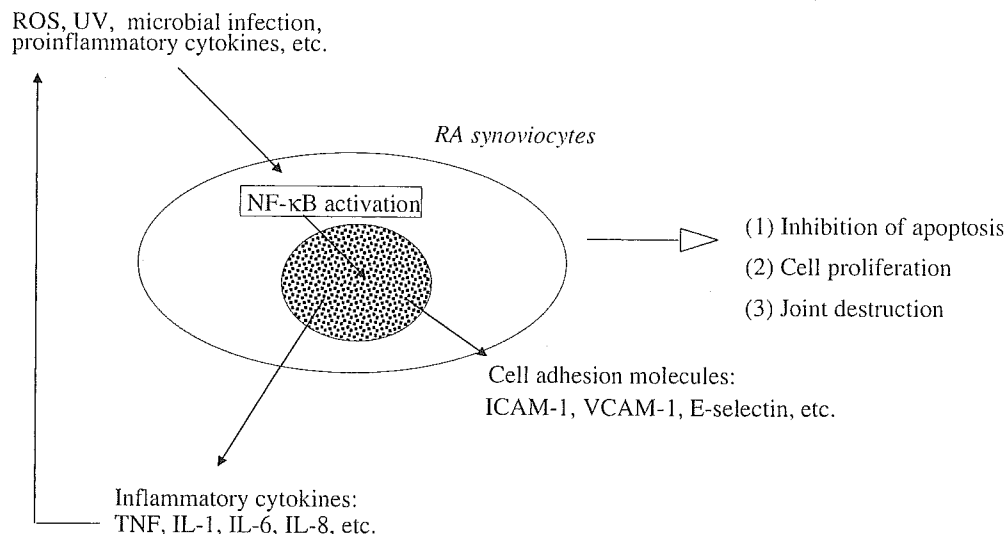 ROS, UV, microbial infection,
proinflammatory cytokines, etc.
RA synoviocytes
NF-κB activation
(1) Inhibition of apoptosis
(2) Cell proliferation
(3) Joint destruction
Cell adhesion molecules:
ICAM-1, VCAM-1, E-selectin, etc.
Inflammatory cytokines:
TNF, IL-1, IL-6, IL-8, etc.